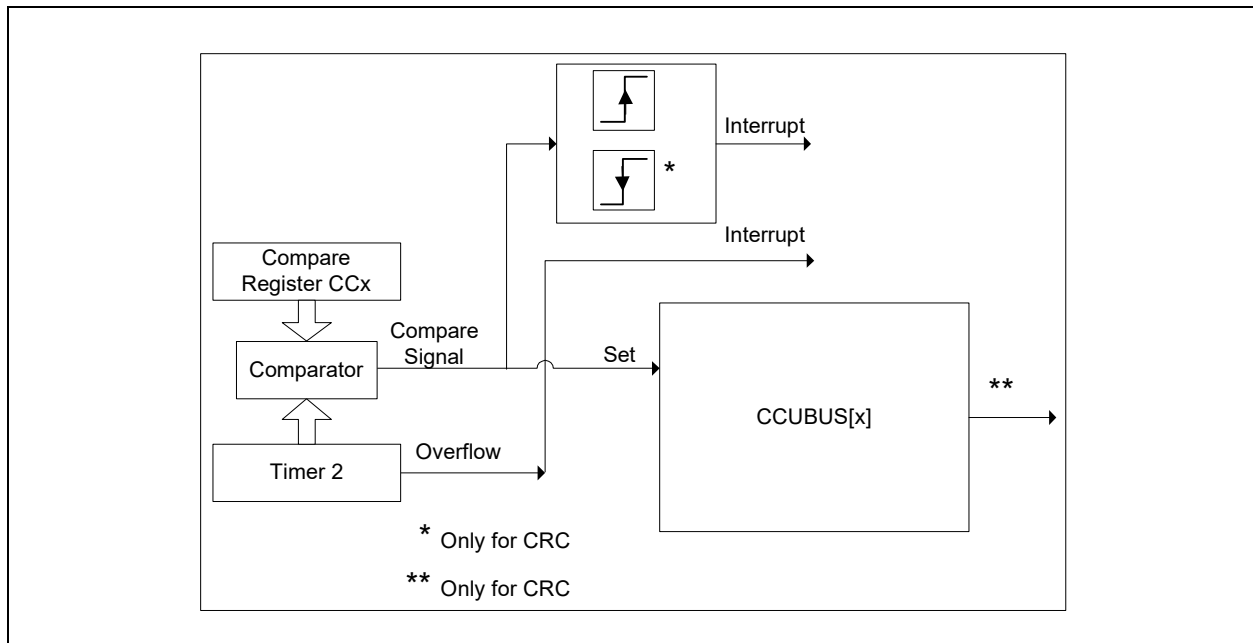 *
Interrupt
Interrupt
Compare
Register CCx
Compare
Signal
Set
Comparator
**
CCUBUS[x]
Overflow
Timer 2
* Only for CRC
** Only for CRC